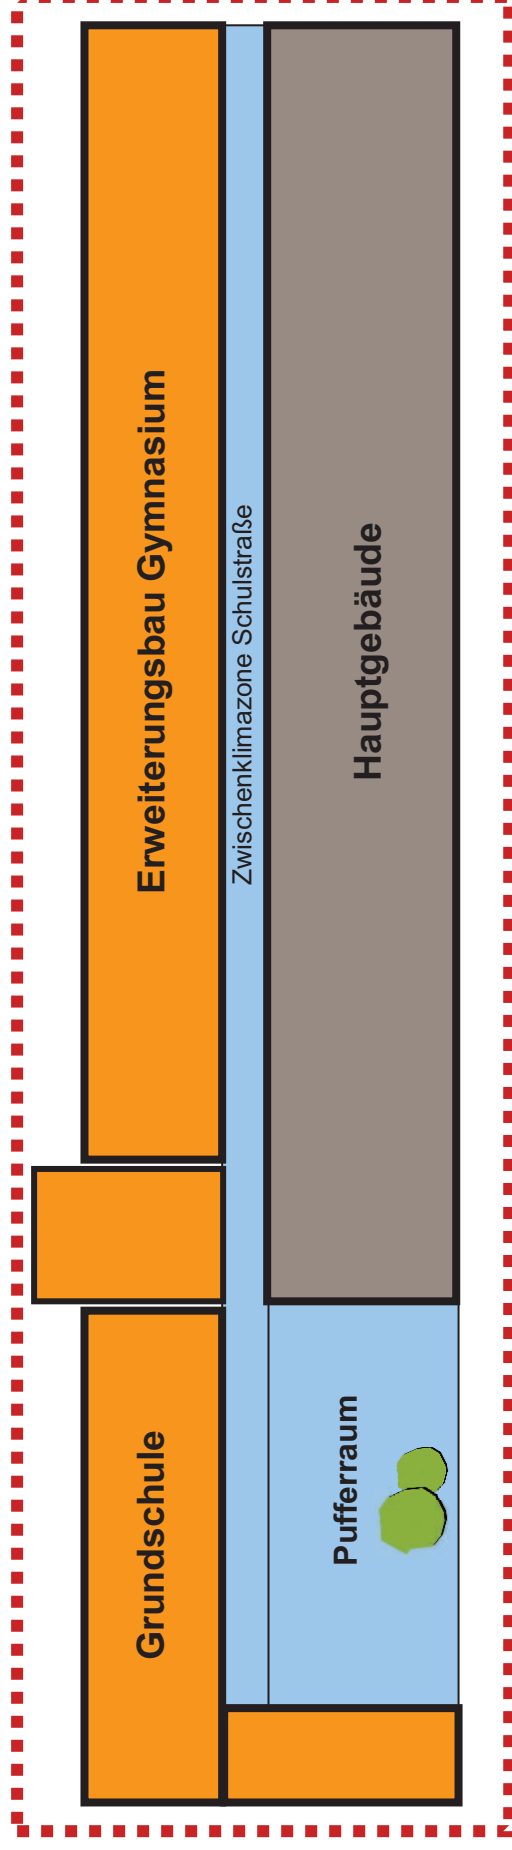 Erweiterungsbau Gymnasium
Zwischenklimazone Schulstraße
Hauptgebäude
Grundschule
Pufferraum